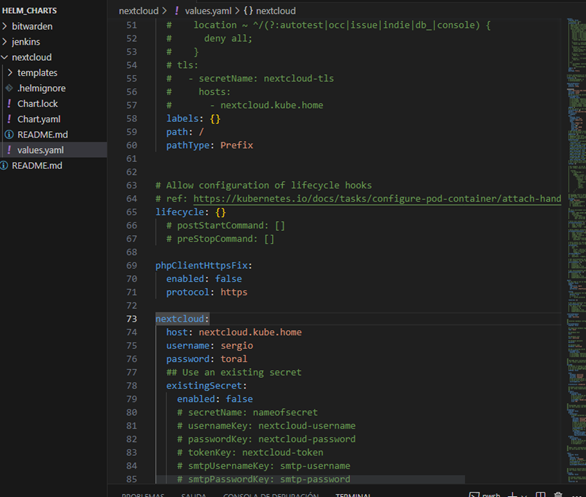 HELM_CHARTS
bitwarden
jenkins
nextcloud
templates
.helmignore
Chart.lock
Chart.yaml
README.md
values.yaml
README.md
nextcloud > values.yaml > {} nextcloud
51 # location ~ ^/(?:autotest|occ|issue|indie|db_|console) {
52 # deny all;
53 # }
54 # tls:
55 # - secretName: nextcloud-tls
56 # hosts:
57 # - nextcloud.kube.home
58 labels: {}
59 path: /
60 pathType: Prefix
61
62
63 # Allow configuration of lifecycle hooks
64 # ref: https://kubernetes.io/docs/tasks/configure-pod-container/attach-hand
65 lifecycle: {}
66 # postStartCommand: []
67 # preStopCommand: []
68
69 phpClientHttpsFix:
70 enabled: false
71 protocol: https
72
73 nextcloud:
74 host: nextcloud.kube.home
75 username: sergio
76 password: toral
77 ## Use an existing secret
78 existingSecret:
79 enabled: false
80 # secretName: nameofsecret
81 # usernameKey: nextcloud-username
82 # passwordKey: nextcloud-password
83 # tokenKey: nextcloud-token
84 # smtpUsernameKey: smtp-username
85 # smtpPasswordKey: smtp-password
PROBLEMAS SALIDA CONSOLA DE DEPURACIÓN TERMINAL